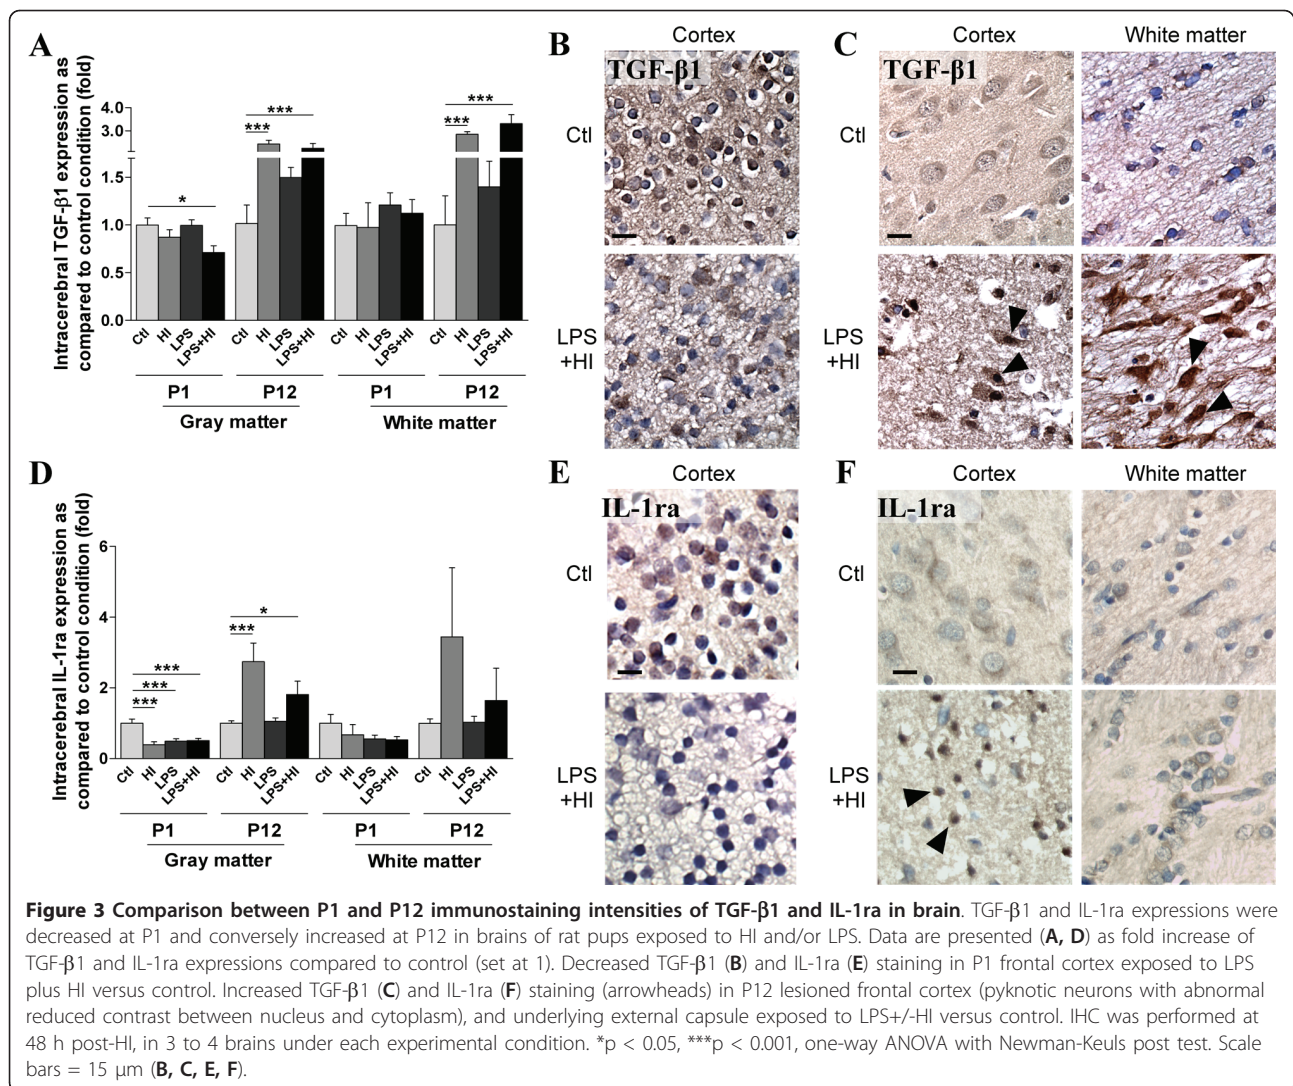 A
Intracerebral TGF-β1 expression as
compared to control condition (fold)
4.0
3.0
1.5
1.0
0.5
0.0
*
***
***
***
***
Ctl
HI
LPS
LPS+HI
Ctl
HI
LPS
LPS+HI
Ctl
HI
LPS
LPS+HI
Ctl
HI
LPS
LPS+HI
P1
P12
P1
P12
Gray matter
White matter
B
Cortex
TGF-β1
Ctl
LPS
+HI
C
Cortex
White matter
TGF-β1
Ctl
LPS
+HI
D
Intracerebral IL-1ra expression as
compared to control condition (fold)
6
4
2
0
***
***
***
***
*
Ctl
HI
LPS
LPS+HI
Ctl
HI
LPS
LPS+HI
Ctl
HI
LPS
LPS+HI
Ctl
HI
LPS
LPS+HI
P1
P12
P1
P12
Gray matter
White matter
E
Cortex
IL-1ra
Ctl
LPS
+HI
F
Cortex
White matter
IL-1ra
Ctl
LPS
+HI
Figure 3 Comparison between P1 and P12 immunostaining intensities of TGF-β1 and IL-1ra in brain. TGF-β1 and IL-1ra expressions were
decreased at P1 and conversely increased at P12 in brains of rat pups exposed to HI and/or LPS. Data are presented (A, D) as fold increase of
TGF-β1 and IL-1ra expressions compared to control (set at 1). Decreased TGF-β1 (B) and IL-1ra (E) staining in P1 frontal cortex exposed to LPS
plus HI versus control. Increased TGF-β1 (C) and IL-1ra (F) staining (arrowheads) in P12 lesioned frontal cortex (pyknotic neurons with abnormal
reduced contrast between nucleus and cytoplasm), and underlying external capsule exposed to LPS+/-HI versus control. IHC was performed at
48 h post-HI, in 3 to 4 brains under each experimental condition. *p < 0.05, ***p < 0.001, one-way ANOVA with Newman-Keuls post test. Scale
bars = 15 μm (B, C, E, F).